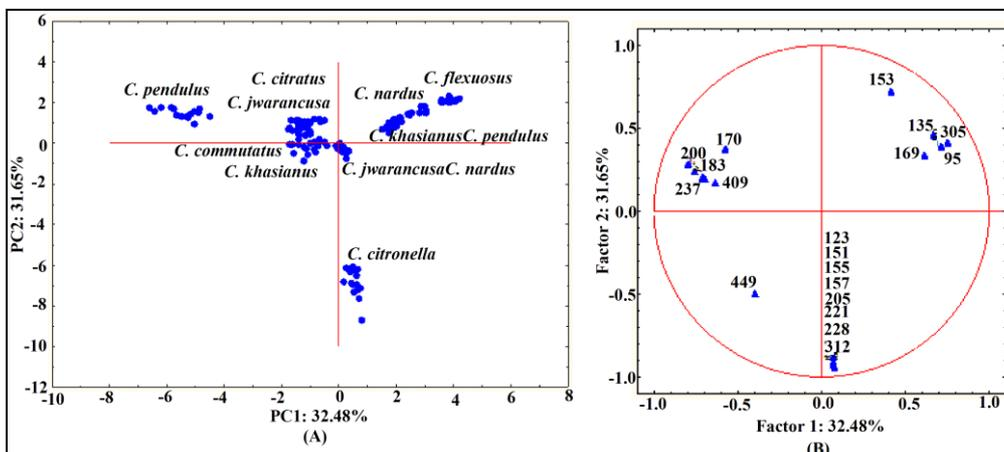 6
4
2
0
-2
-4
-6
-8
-10
-12
PC2: 31.65%
C. pendulus
C. citratus
C. jwarancusa
C. flexuosus
C. nardus
C. khasianusC. pendulus
C. commutatus
C. khasianus
C. jwarancusaC. nardus
C. citronella
-10 -8 -6 -4 -2 0 2 4 6 8
PC1: 32.48%
(A)
1.0
0.5
0.0
-0.5
-1.0
Factor 2: 31.65%
153
135 305
169 95
170
200 183
237 409
449
123
151
155
157
205
221
228
312
-1.0 -0.5 0.0 0.5 1.0
Factor 1: 32.48%
(B)